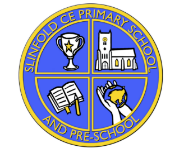 SLINFOLD CE PRIMARY SCHOOL
AND PRE-SCHOOL